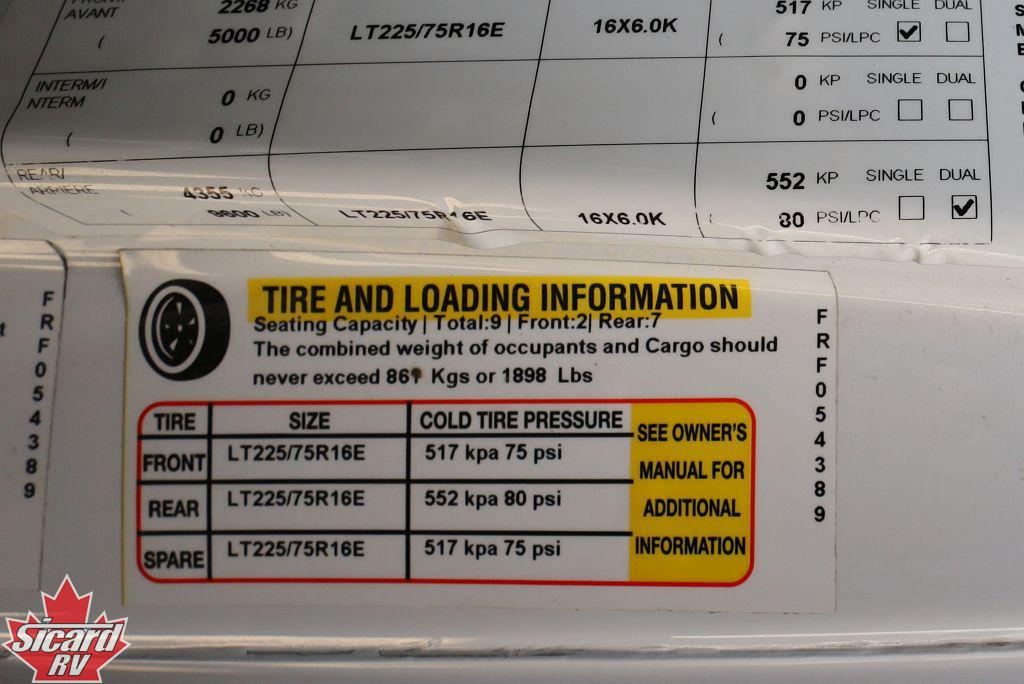 AVANT 2268 KG 517 KP SINGLE DUAL
( 5000 LB) LT225/75R16E 16X6.0K ( 75 PSI/LPC
INTERM/I 0 KG 0 KP SINGLE DUAL
NTERM
( 0 LB) ( 0 PSI/LPC
REAR/ 552 KP SINGLE DUAL
ARRIERE 4355 KG
( LB) LT225/75R16E 16X6.0K ( 80 PSI/LPC
TIRE AND LOADING INFORMATION
Seating Capacity | Total:9 | Front:2| Rear:7
The combined weight of occupants and Cargo should
never exceed 861 Kgs or 1898 Lbs
TIRE SIZE COLD TIRE PRESSURE
FRONT LT225/75R16E 517 kpa 75 psi
REAR LT225/75R16E 552 kpa 80 psi
SPARE LT225/75R16E 517 kpa 75 psi
SEE OWNER'S
MANUAL FOR
ADDITIONAL
INFORMATION
FRF054389
FRF054389
Sicard
RV